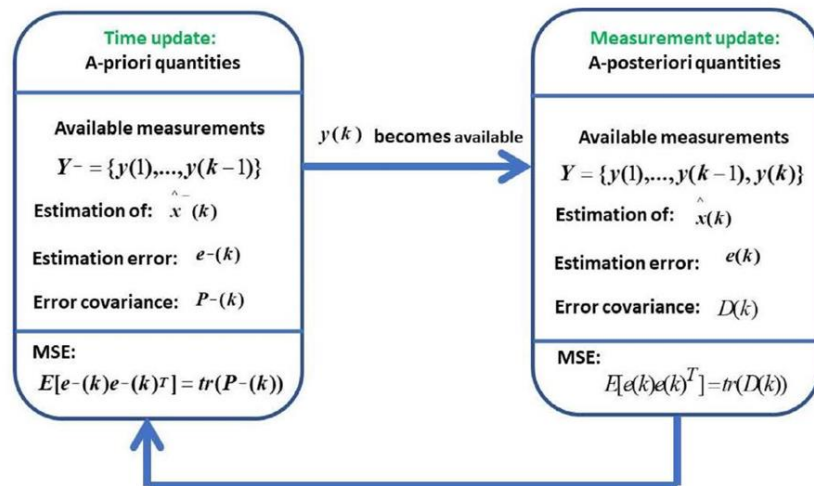 Time update:
A-priori quantities
Available measurements
Y⁻ = {y(1),...,y(k−1)}
Estimation of: x̂⁻(k)
Estimation error: e⁻(k)
Error covariance: P⁻(k)
MSE:
E[e⁻(k)e⁻(k)ᵀ] = tr(P⁻(k))
y(k) becomes available
Measurement update:
A-posteriori quantities
Available measurements
Y = {y(1),...,y(k−1), y(k)}
Estimation of: x̂(k)
Estimation error: e(k)
Error covariance: D(k)
MSE:
E[e(k)e(k)ᵀ]=tr(D(k))